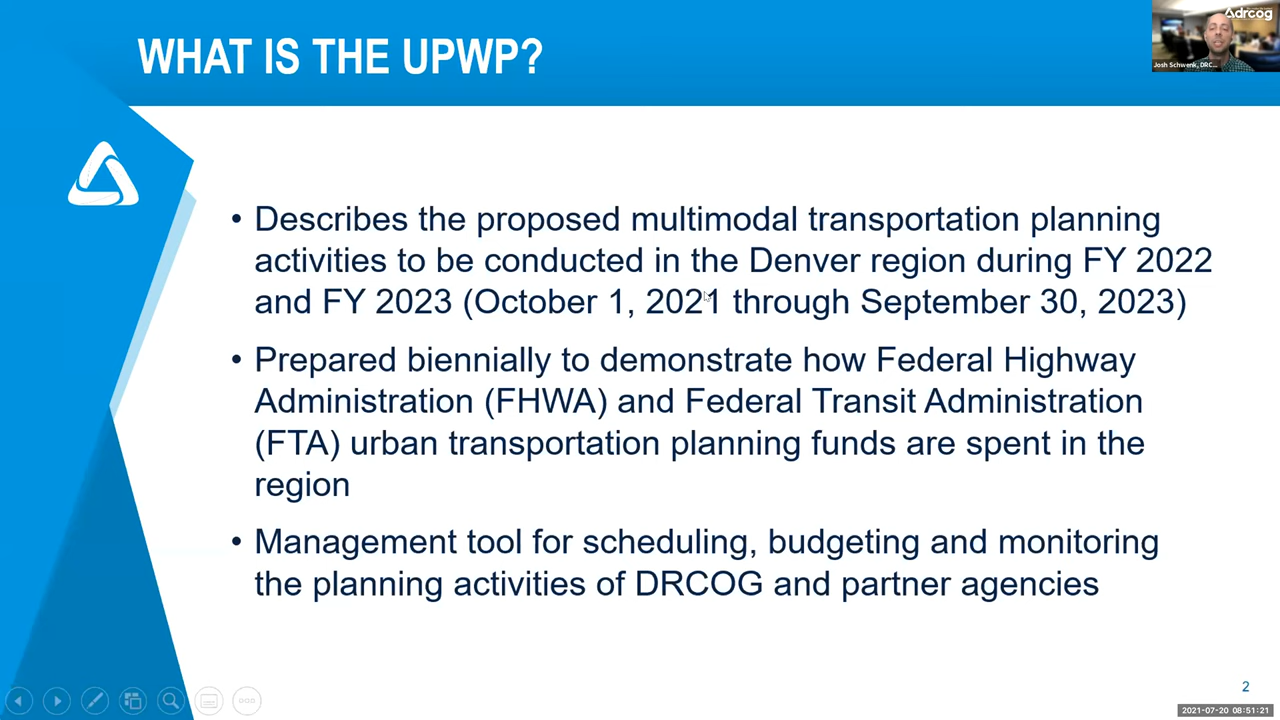 WHAT IS THE UPWP?
drcog
Josh Schwenk, DRC...
• Describes the proposed multimodal transportation planning
activities to be conducted in the Denver region during FY 2022
and FY 2023 (October 1, 2021 through September 30, 2023)
• Prepared biennially to demonstrate how Federal Highway
Administration (FHWA) and Federal Transit Administration
(FTA) urban transportation planning funds are spent in the
region
• Management tool for scheduling, budgeting and monitoring
the planning activities of DRCOG and partner agencies
2
2021-07-20 08:51:21